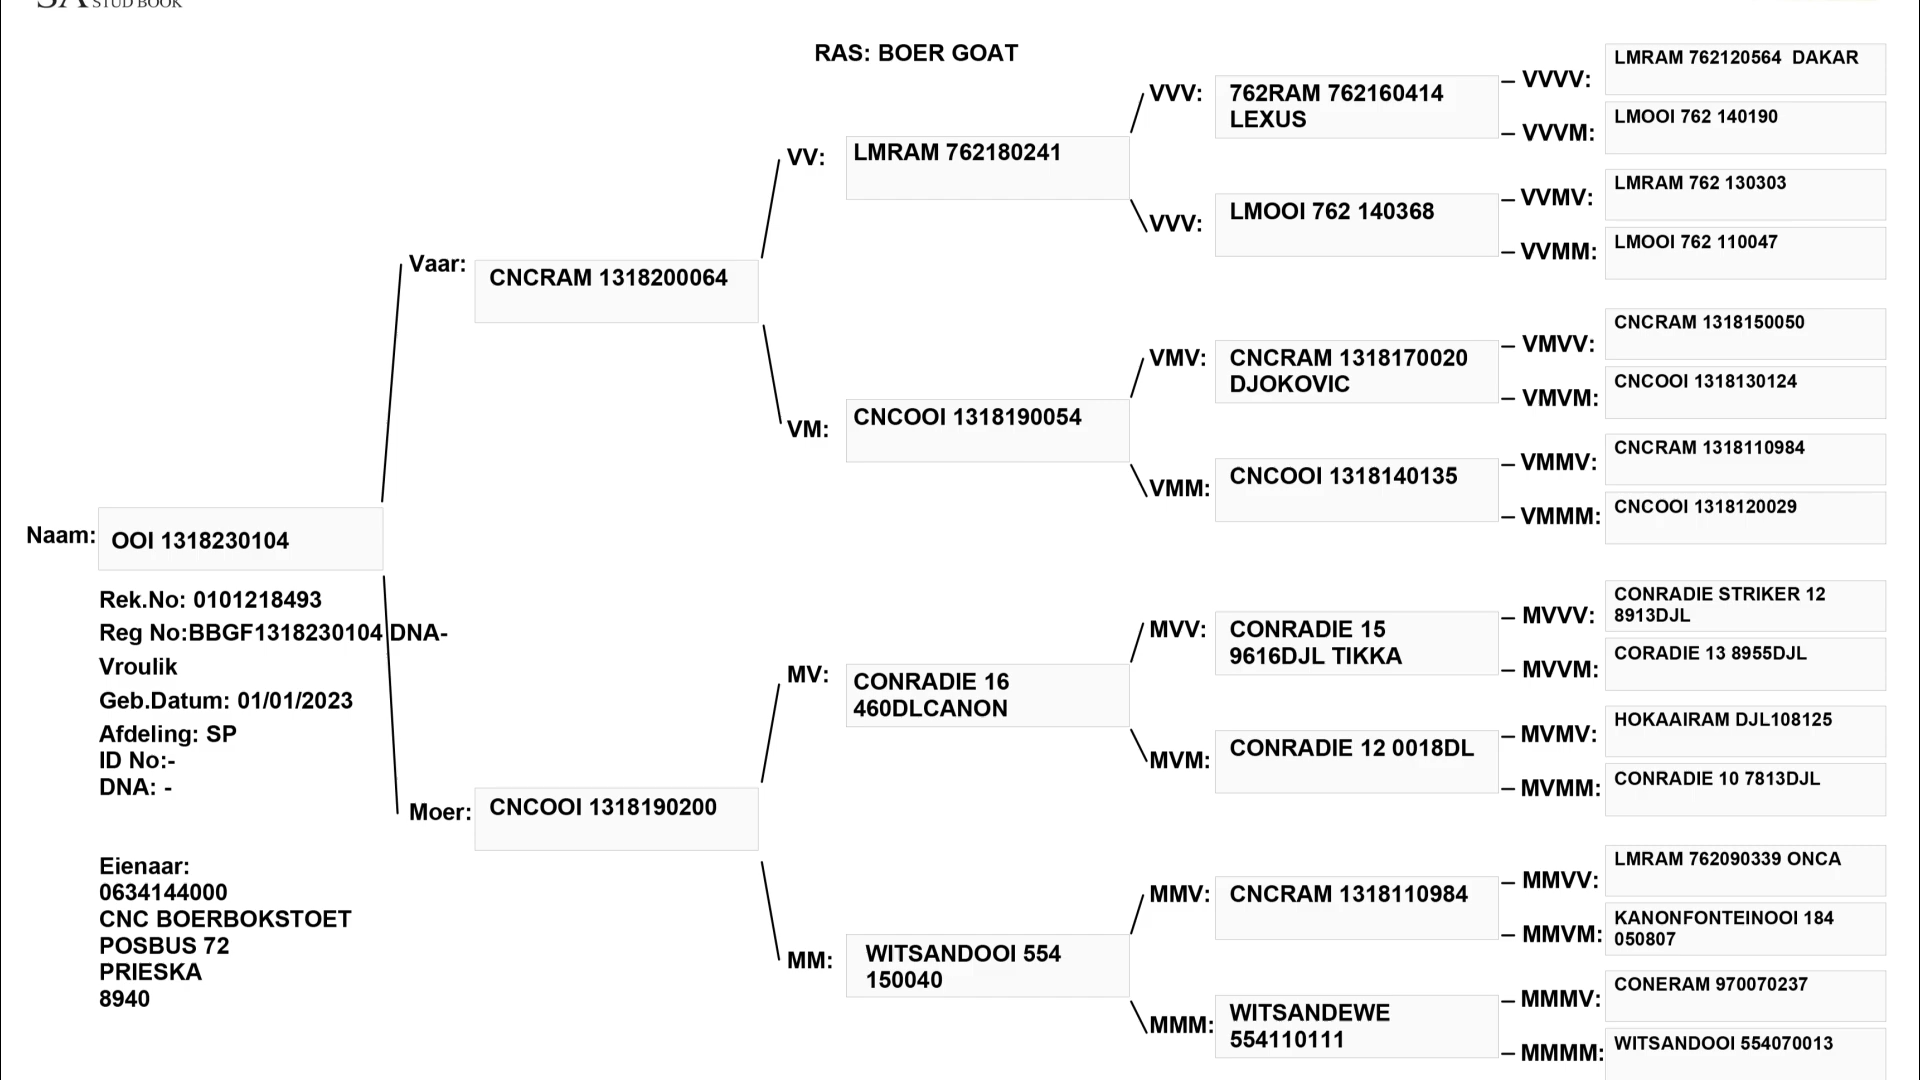 SA STUD BOOK
RAS: BOER GOAT
Naam:
OOI 1318230104
Rek.No: 0101218493
Reg No:BBGF1318230104 DNA-
Vroulik
Geb.Datum: 01/01/2023
Afdeling: SP
ID No:-
DNA: -
Eienaar:
0634144000
CNC BOERBOKSTOET
POSBUS 72
PRIESKA
8940
Vaar:
CNCRAM 1318200064
Moer:
CNCOOI 1318190200
VV:
LMRAM 762180241
VM:
CNCOOI 1318190054
MV:
CONRADIE 16
460DLCANON
MM:
WITSANDOOI 554
150040
VVV:
762RAM 762160414
LEXUS
VVV:
LMOOI 762 140368
VMV:
CNCRAM 1318170020
DJOKOVIC
VMM:
CNCOOI 1318140135
MVV:
CONRADIE 15
9616DJL TIKKA
MVM:
CONRADIE 12 0018DL
MMV:
CNCRAM 1318110984
MMM:
WITSANDEWE
554110111
VVVV:
LMRAM 762120564 DAKAR
VVVM:
LMOOI 762 140190
VVMV:
LMRAM 762 130303
VVMM:
LMOOI 762 110047
VMVV:
CNCRAM 1318150050
VMVM:
CNCOOI 1318130124
VMMV:
CNCRAM 1318110984
VMMM:
CNCOOI 1318120029
MVVV:
CONRADIE STRIKER 12
8913DJL
MVVM:
CORADIE 13 8955DJL
MVMV:
HOKAAIRAM DJL108125
MVMM:
CONRADIE 10 7813DJL
MMVV:
LMRAM 762090339 ONCA
MMVM:
KANONFONTEINOOI 184
050807
MMMV:
CONERAM 970070237
MMMM:
WITSANDOOI 554070013